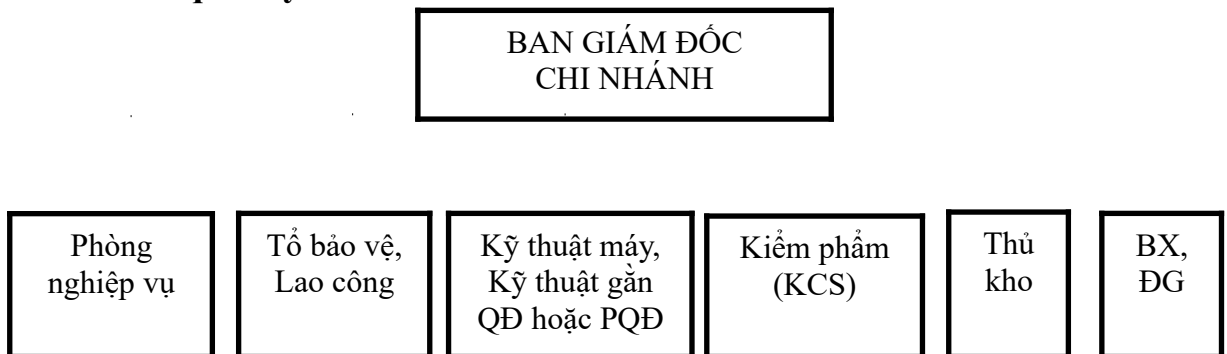 BAN GIÁM ĐỐC
CHI NHÁNH
Phòng
nghiệp vụ
Tổ bảo vệ,
Lao công
Kỹ thuật máy,
Kỹ thuật gằn
QĐ hoặc PQĐ
Kiểm phẩm
(KCS)
Thủ
kho
BX,
ĐG